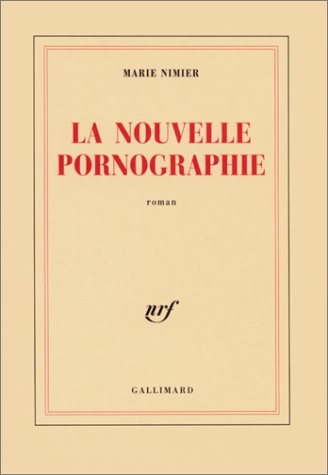 MARIE NIMIER
LA NOUVELLE
PORNOGRAPHIE
roman
nrf
GALLIMARD